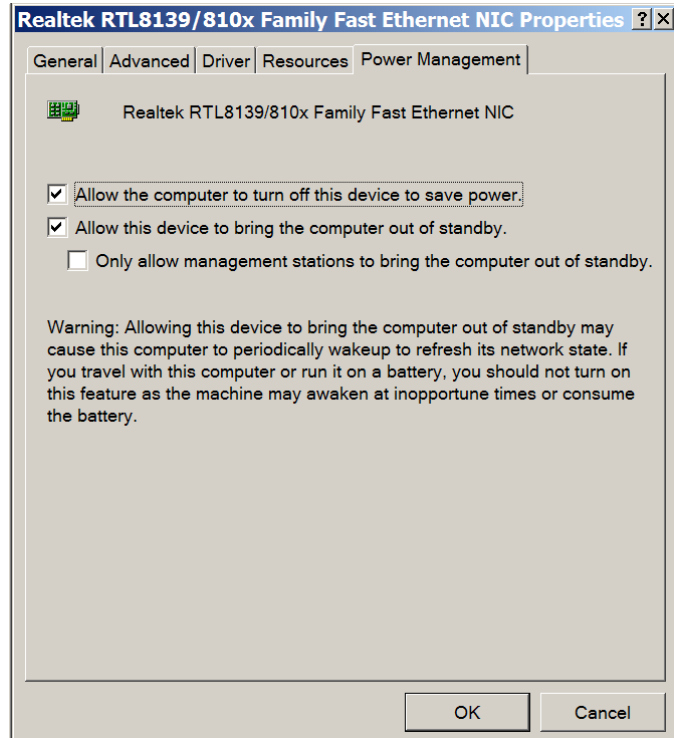 Realtek RTL8139/810x Family Fast Ethernet NIC Properties ? X
General Advanced Driver Resources Power Management
Realtek RTL8139/810x Family Fast Ethernet NIC
Allow the computer to turn off this device to save power.
Allow this device to bring the computer out of standby.
Only allow management stations to bring the computer out of standby.
Warning: Allowing this device to bring the computer out of standby may
cause this computer to periodically wakeup to refresh its network state. If
you travel with this computer or run it on a battery, you should not turn on
this feature as the machine may awaken at inopportune times or consume
the battery.
OK Cancel